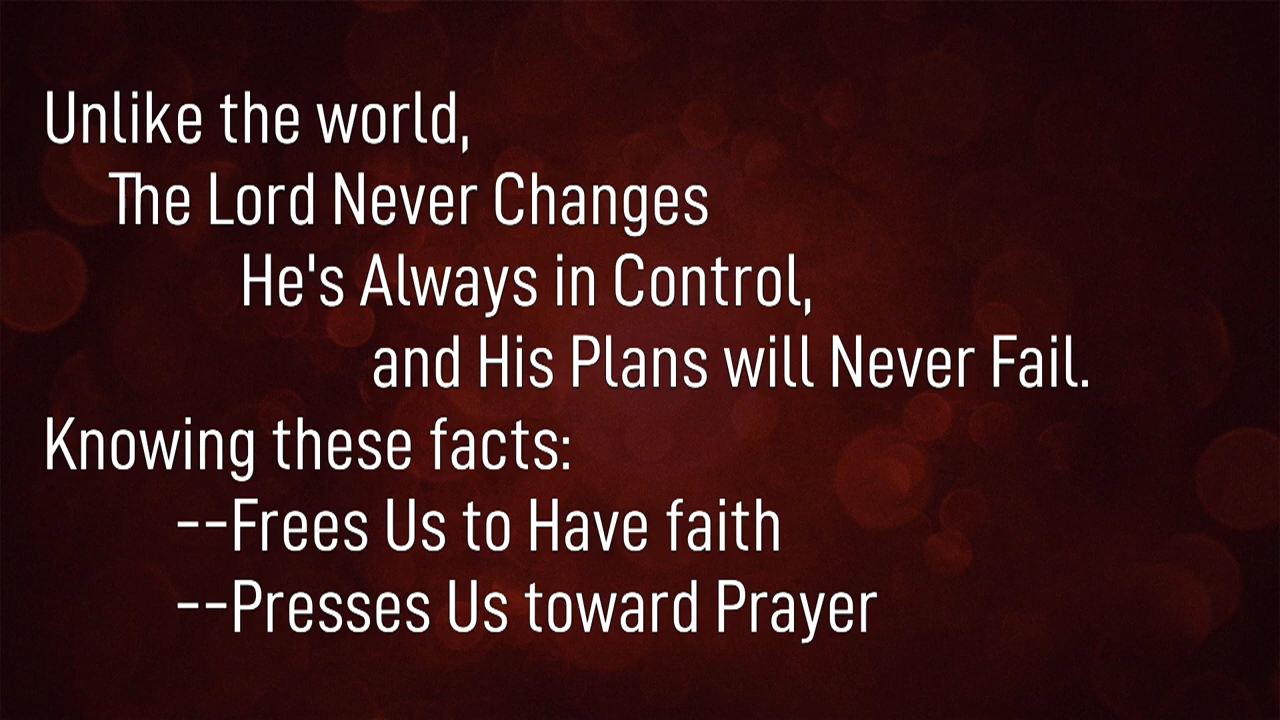 Unlike the world,
The Lord Never Changes
He's Always in Control,
and His Plans will Never Fail.
Knowing these facts:
--Frees Us to Have faith
--Presses Us toward Prayer